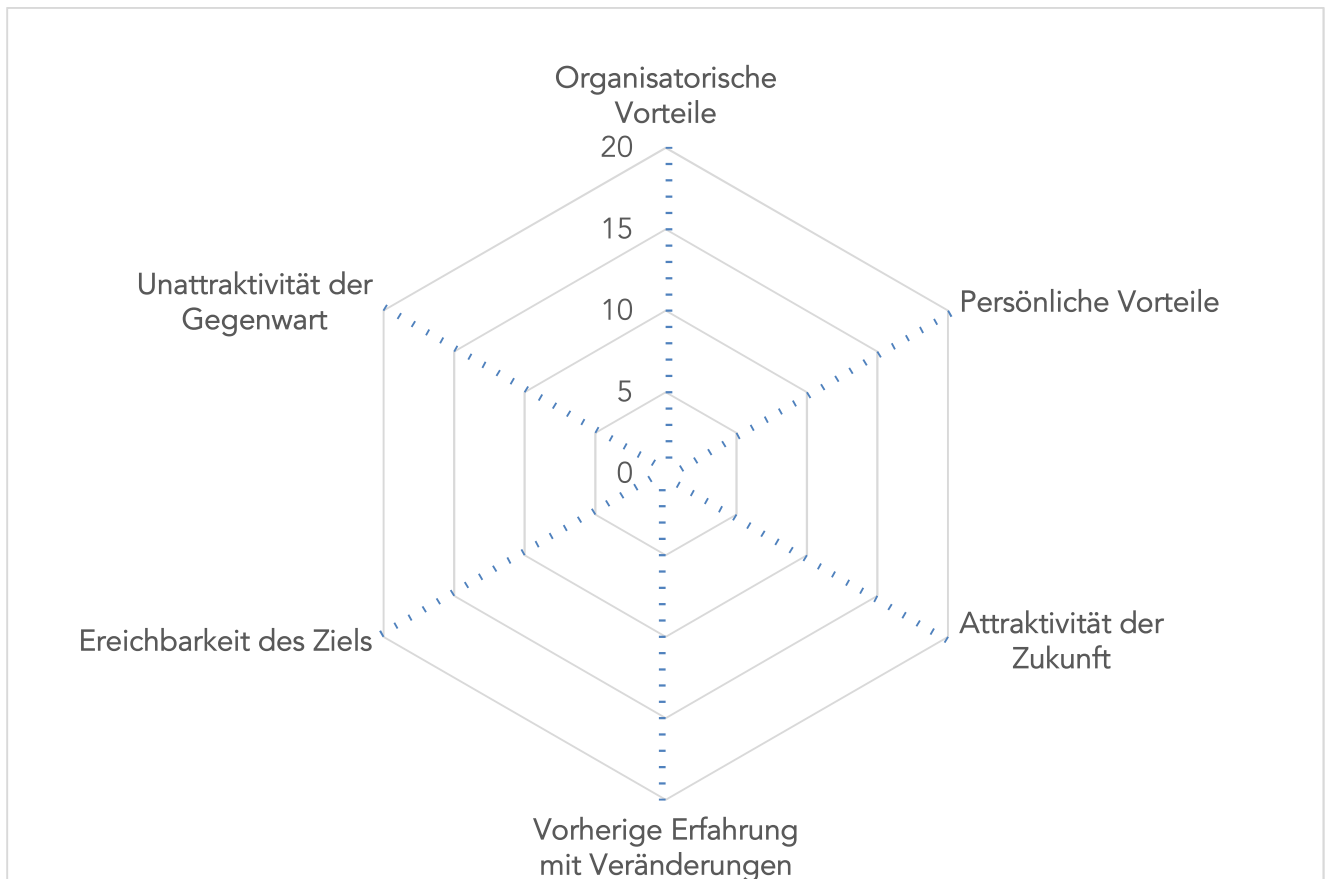 Organisatorische
Vorteile
20
15
10
5
0
Unattraktivität der
Gegenwart
Persönliche Vorteile
Ereichbarkeit des Ziels
Attraktivität der
Zukunft
Vorherige Erfahrung
mit Veränderungen